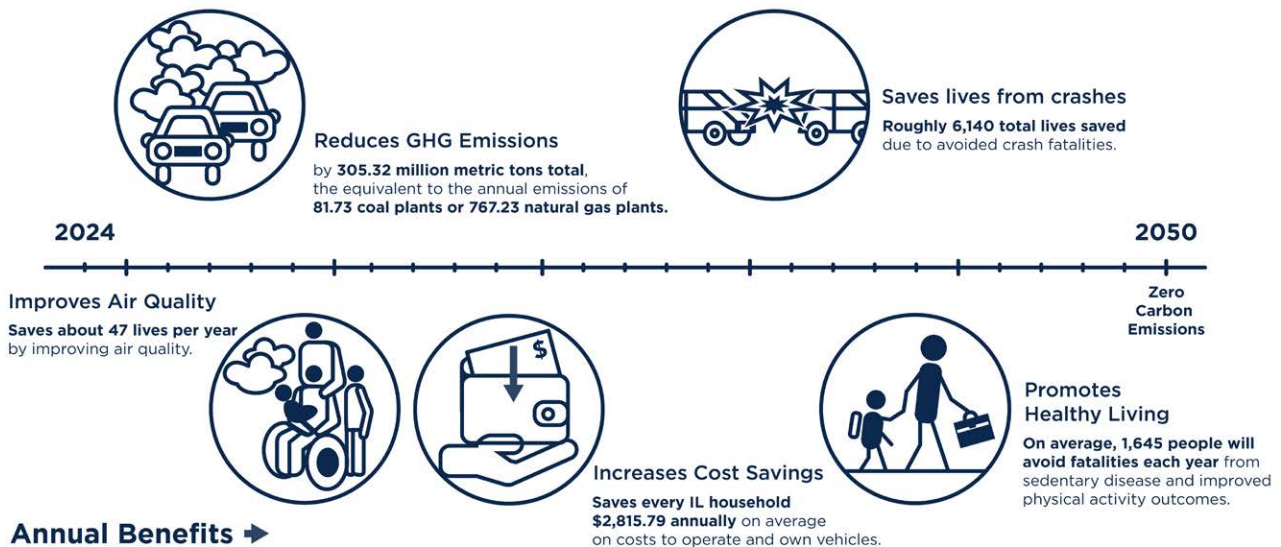 Reduces GHG Emissions
by 305.32 million metric tons total,
the equivalent to the annual emissions of
81.73 coal plants or 767.23 natural gas plants.
Saves lives from crashes
Roughly 6,140 total lives saved
due to avoided crash fatalities.
2024
2050
Zero
Carbon
Emissions
Improves Air Quality
Saves about 47 lives per year
by improving air quality.
$
Increases Cost Savings
Saves every IL household
$2,815.79 annually on average
on costs to operate and own vehicles.
Promotes
Healthy Living
On average, 1,645 people will
avoid fatalities each year from
sedentary disease and improved
physical activity outcomes.
Annual Benefits